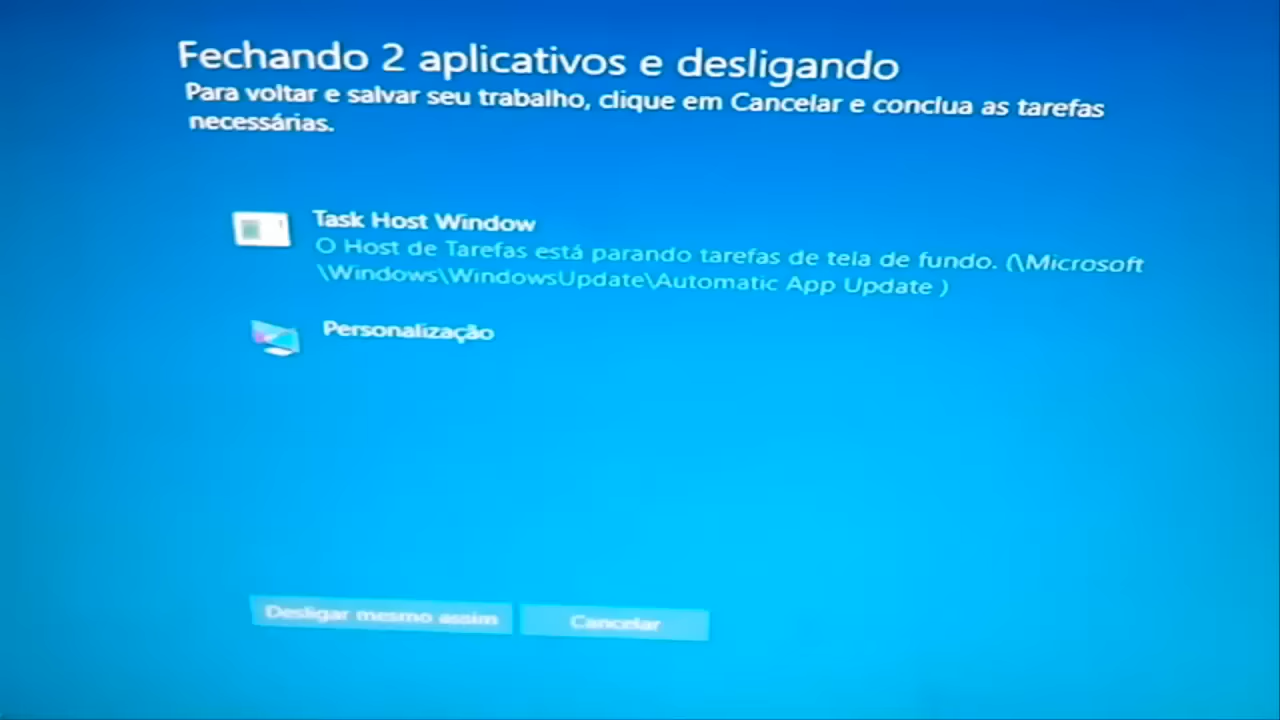 Fechando 2 aplicativos e desligando
Para voltar e salvar seu trabalho, clique em Cancelar e conclua as tarefas
necessárias.
Task Host Window
O Host de Tarefas está parando tarefas de tela de fundo. (\Microsoft
\Windows\WindowsUpdate\Automatic App Update )
Personalização
Desligar mesmo assim
Cancelar